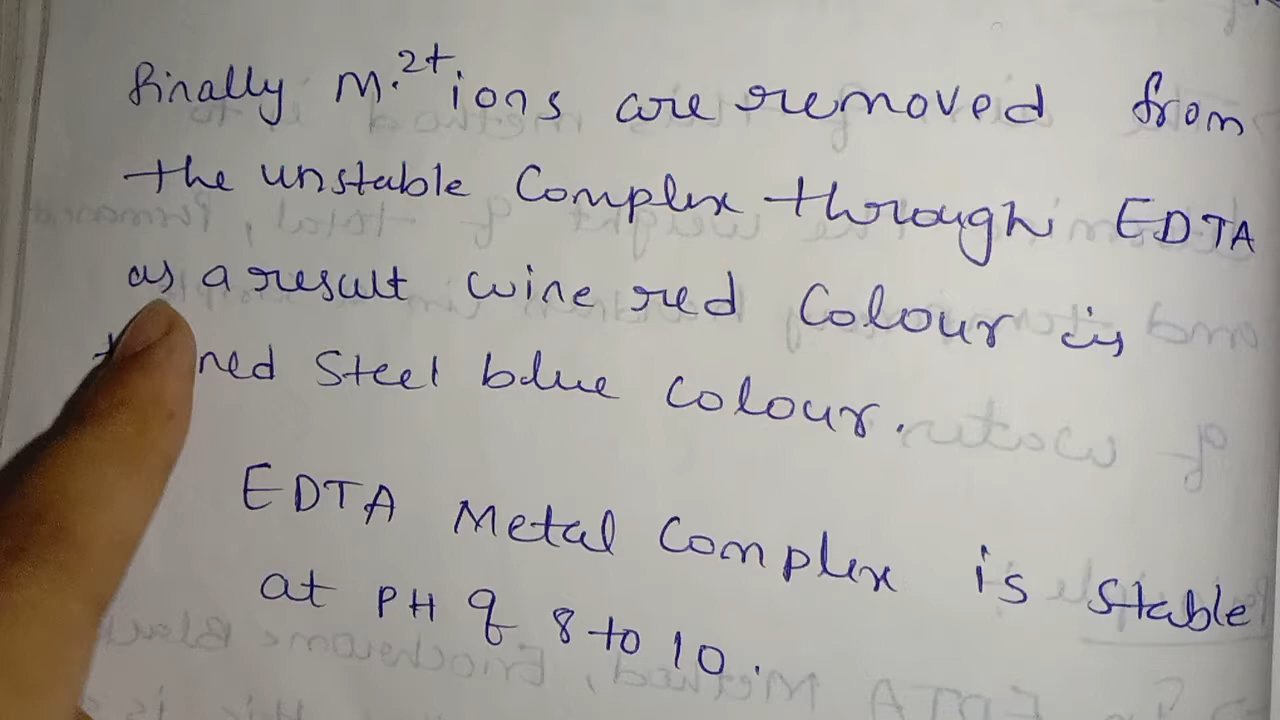 finally M.²⁺ ions are removed from
the unstable Complex through EDTA
as a result wine red Colour is
ned Steel blue colour.
EDTA Metal Complex is stable
at PH of 8 to 10.